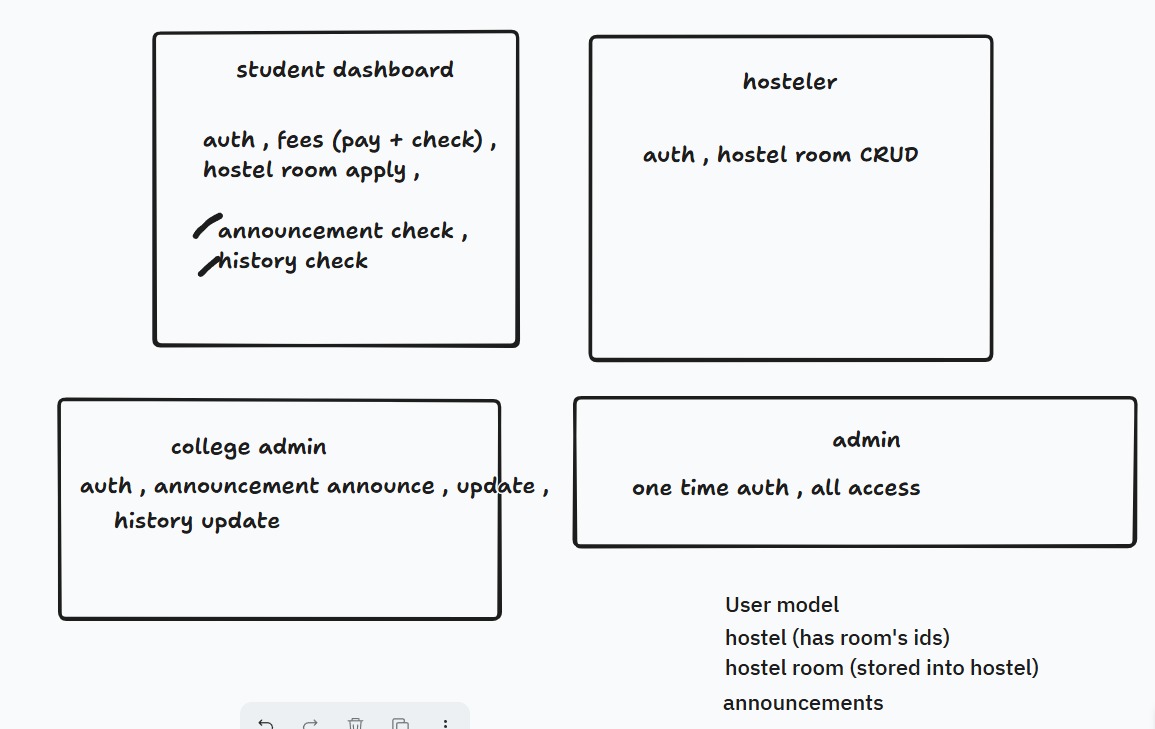 student dashboard
auth , fees (pay + check) ,
hostel room apply ,
announcement check ,
history check
hosteler
auth , hostel room CRUD
college admin
auth , announcement announce , update ,
history update
admin
one time auth , all access
User model
hostel (has room's ids)
hostel room (stored into hostel)
announcements